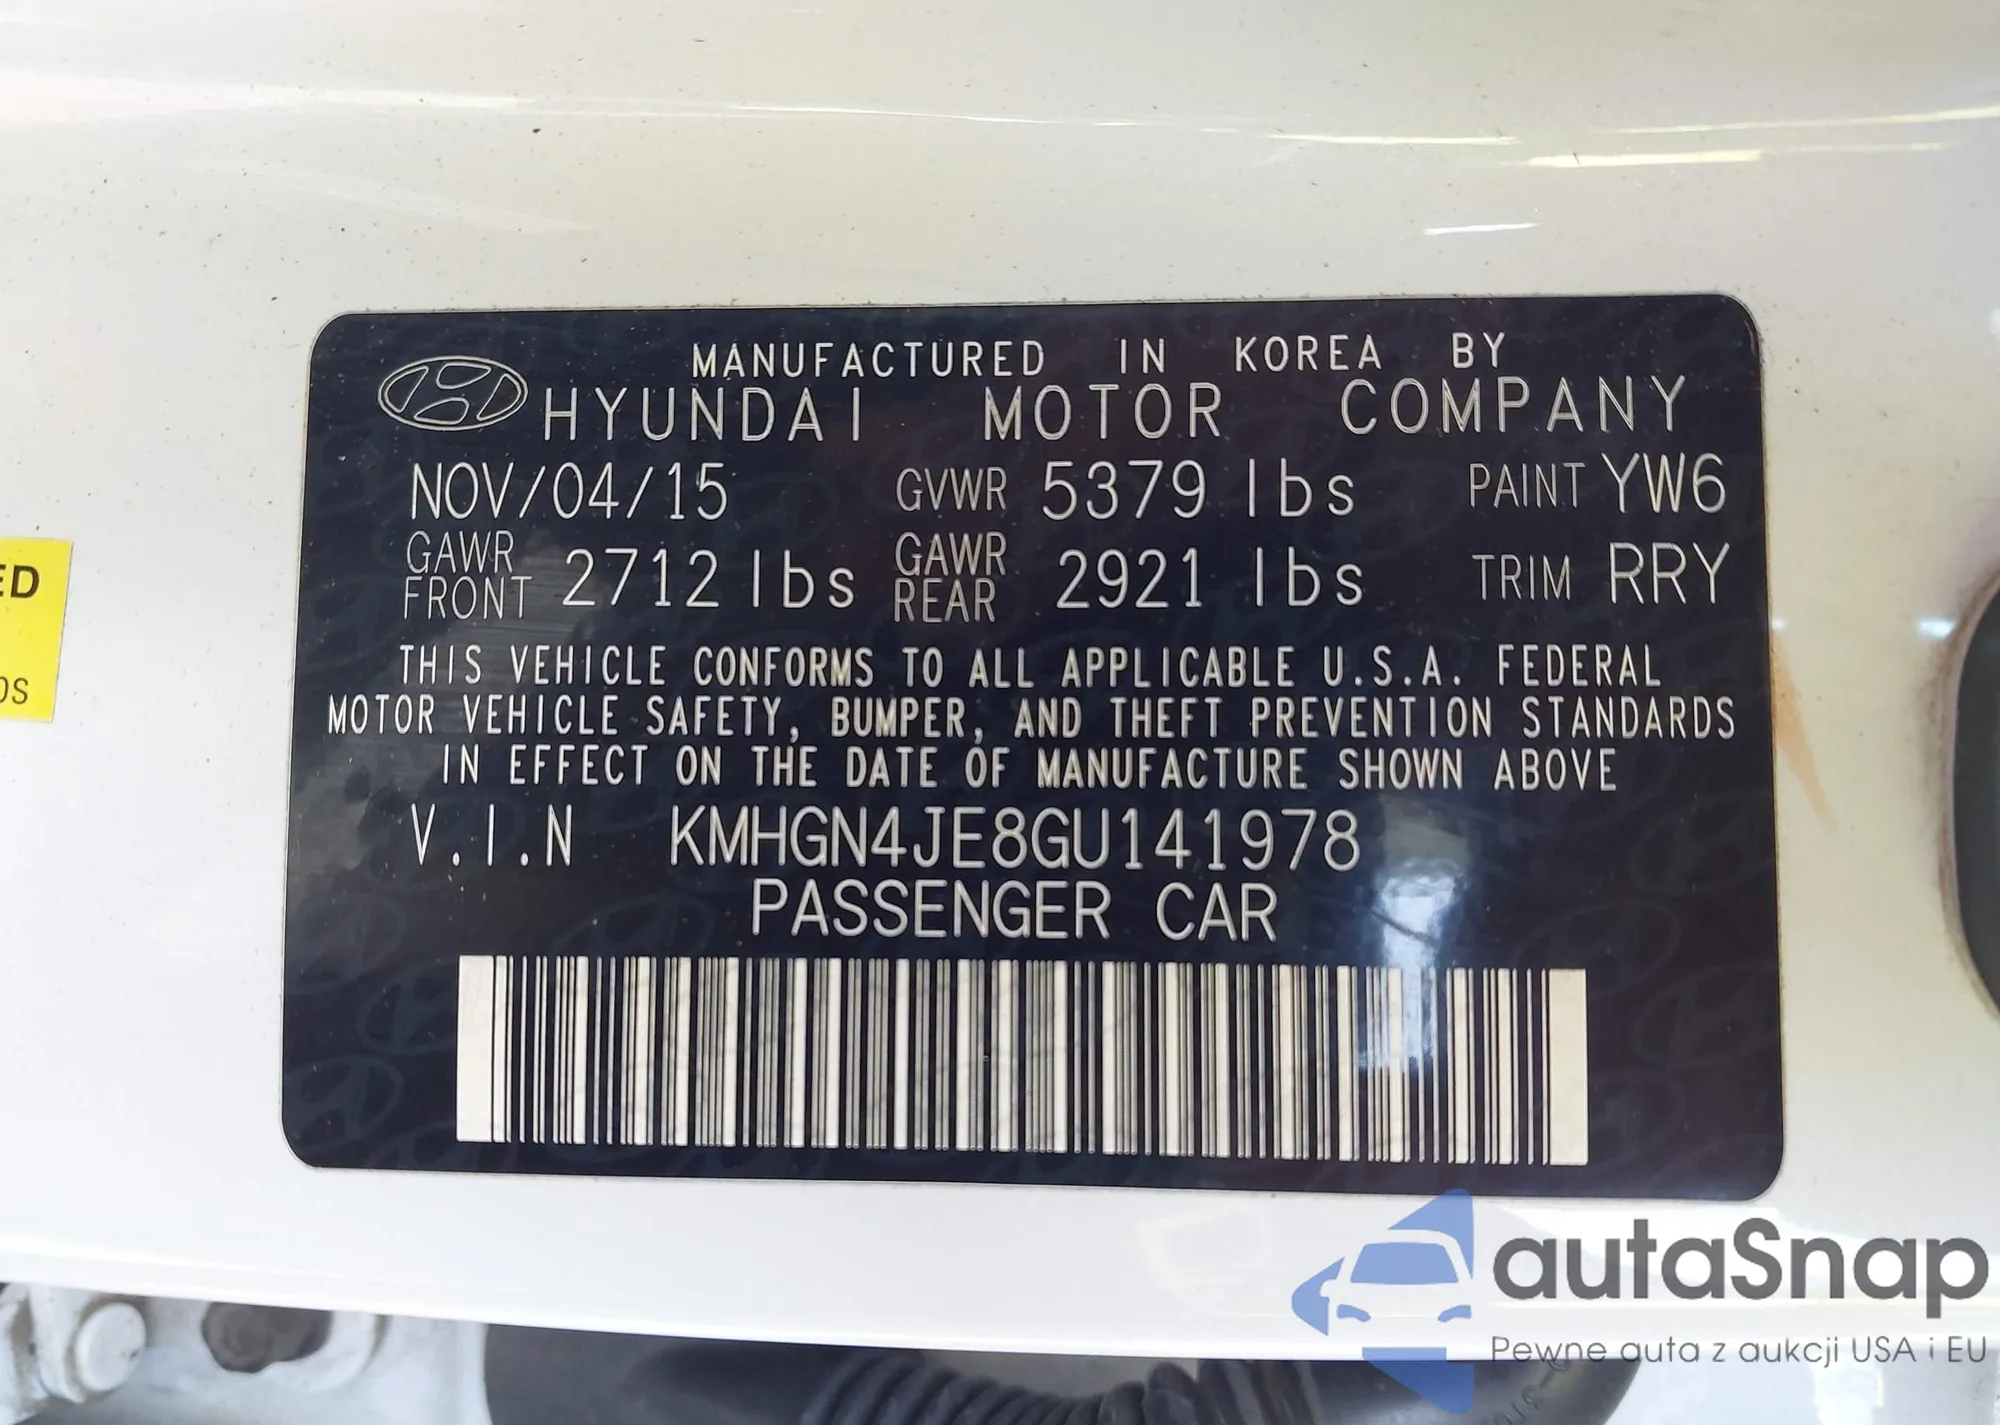 MANUFACTURED IN KOREA BY
HYUNDAI MOTOR COMPANY
NOV/04/15 GVWR 5379 lbs PAINT YW6
GAWR FRONT 2712 lbs GAWR REAR 2921 lbs TRIM RRY
THIS VEHICLE CONFORMS TO ALL APPLICABLE U.S.A. FEDERAL
MOTOR VEHICLE SAFETY, BUMPER, AND THEFT PREVENTION STANDARDS
IN EFFECT ON THE DATE OF MANUFACTURE SHOWN ABOVE
V.I.N KMHGN4JE8GU141978
PASSENGER CAR
autaSnap
Pewne auta z aukcji USA i EU